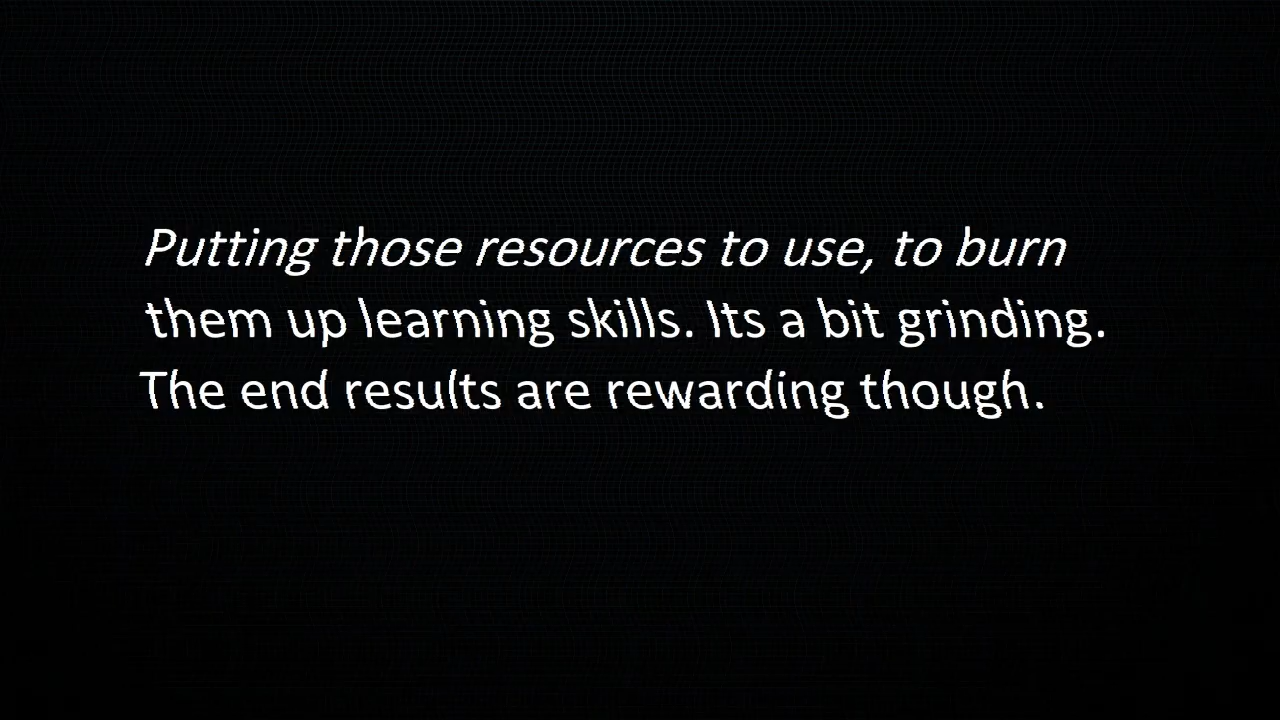 Putting those resources to use, to burn
them up learning skills. Its a bit grinding.
The end results are rewarding though.